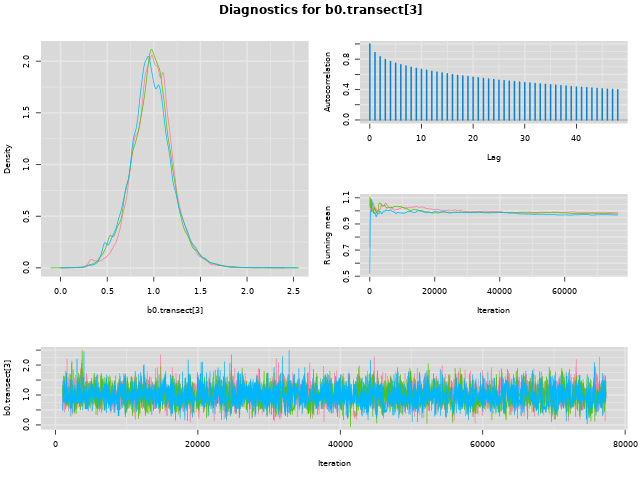 Diagnostics for b0.transect[3]
Density
0.0 0.5 1.0 1.5 2.0
0.0 0.5 1.0 1.5 2.0 2.5
b0.transect[3]
Autocorrelation
0.0 0.4 0.8
0 10 20 30 40
Lag
Running mean
0.5 0.7 0.9 1.1
0 20000 40000 60000
Iteration
b0.transect[3]
0.0 1.0 2.0
0 20000 40000 60000 80000
Iteration